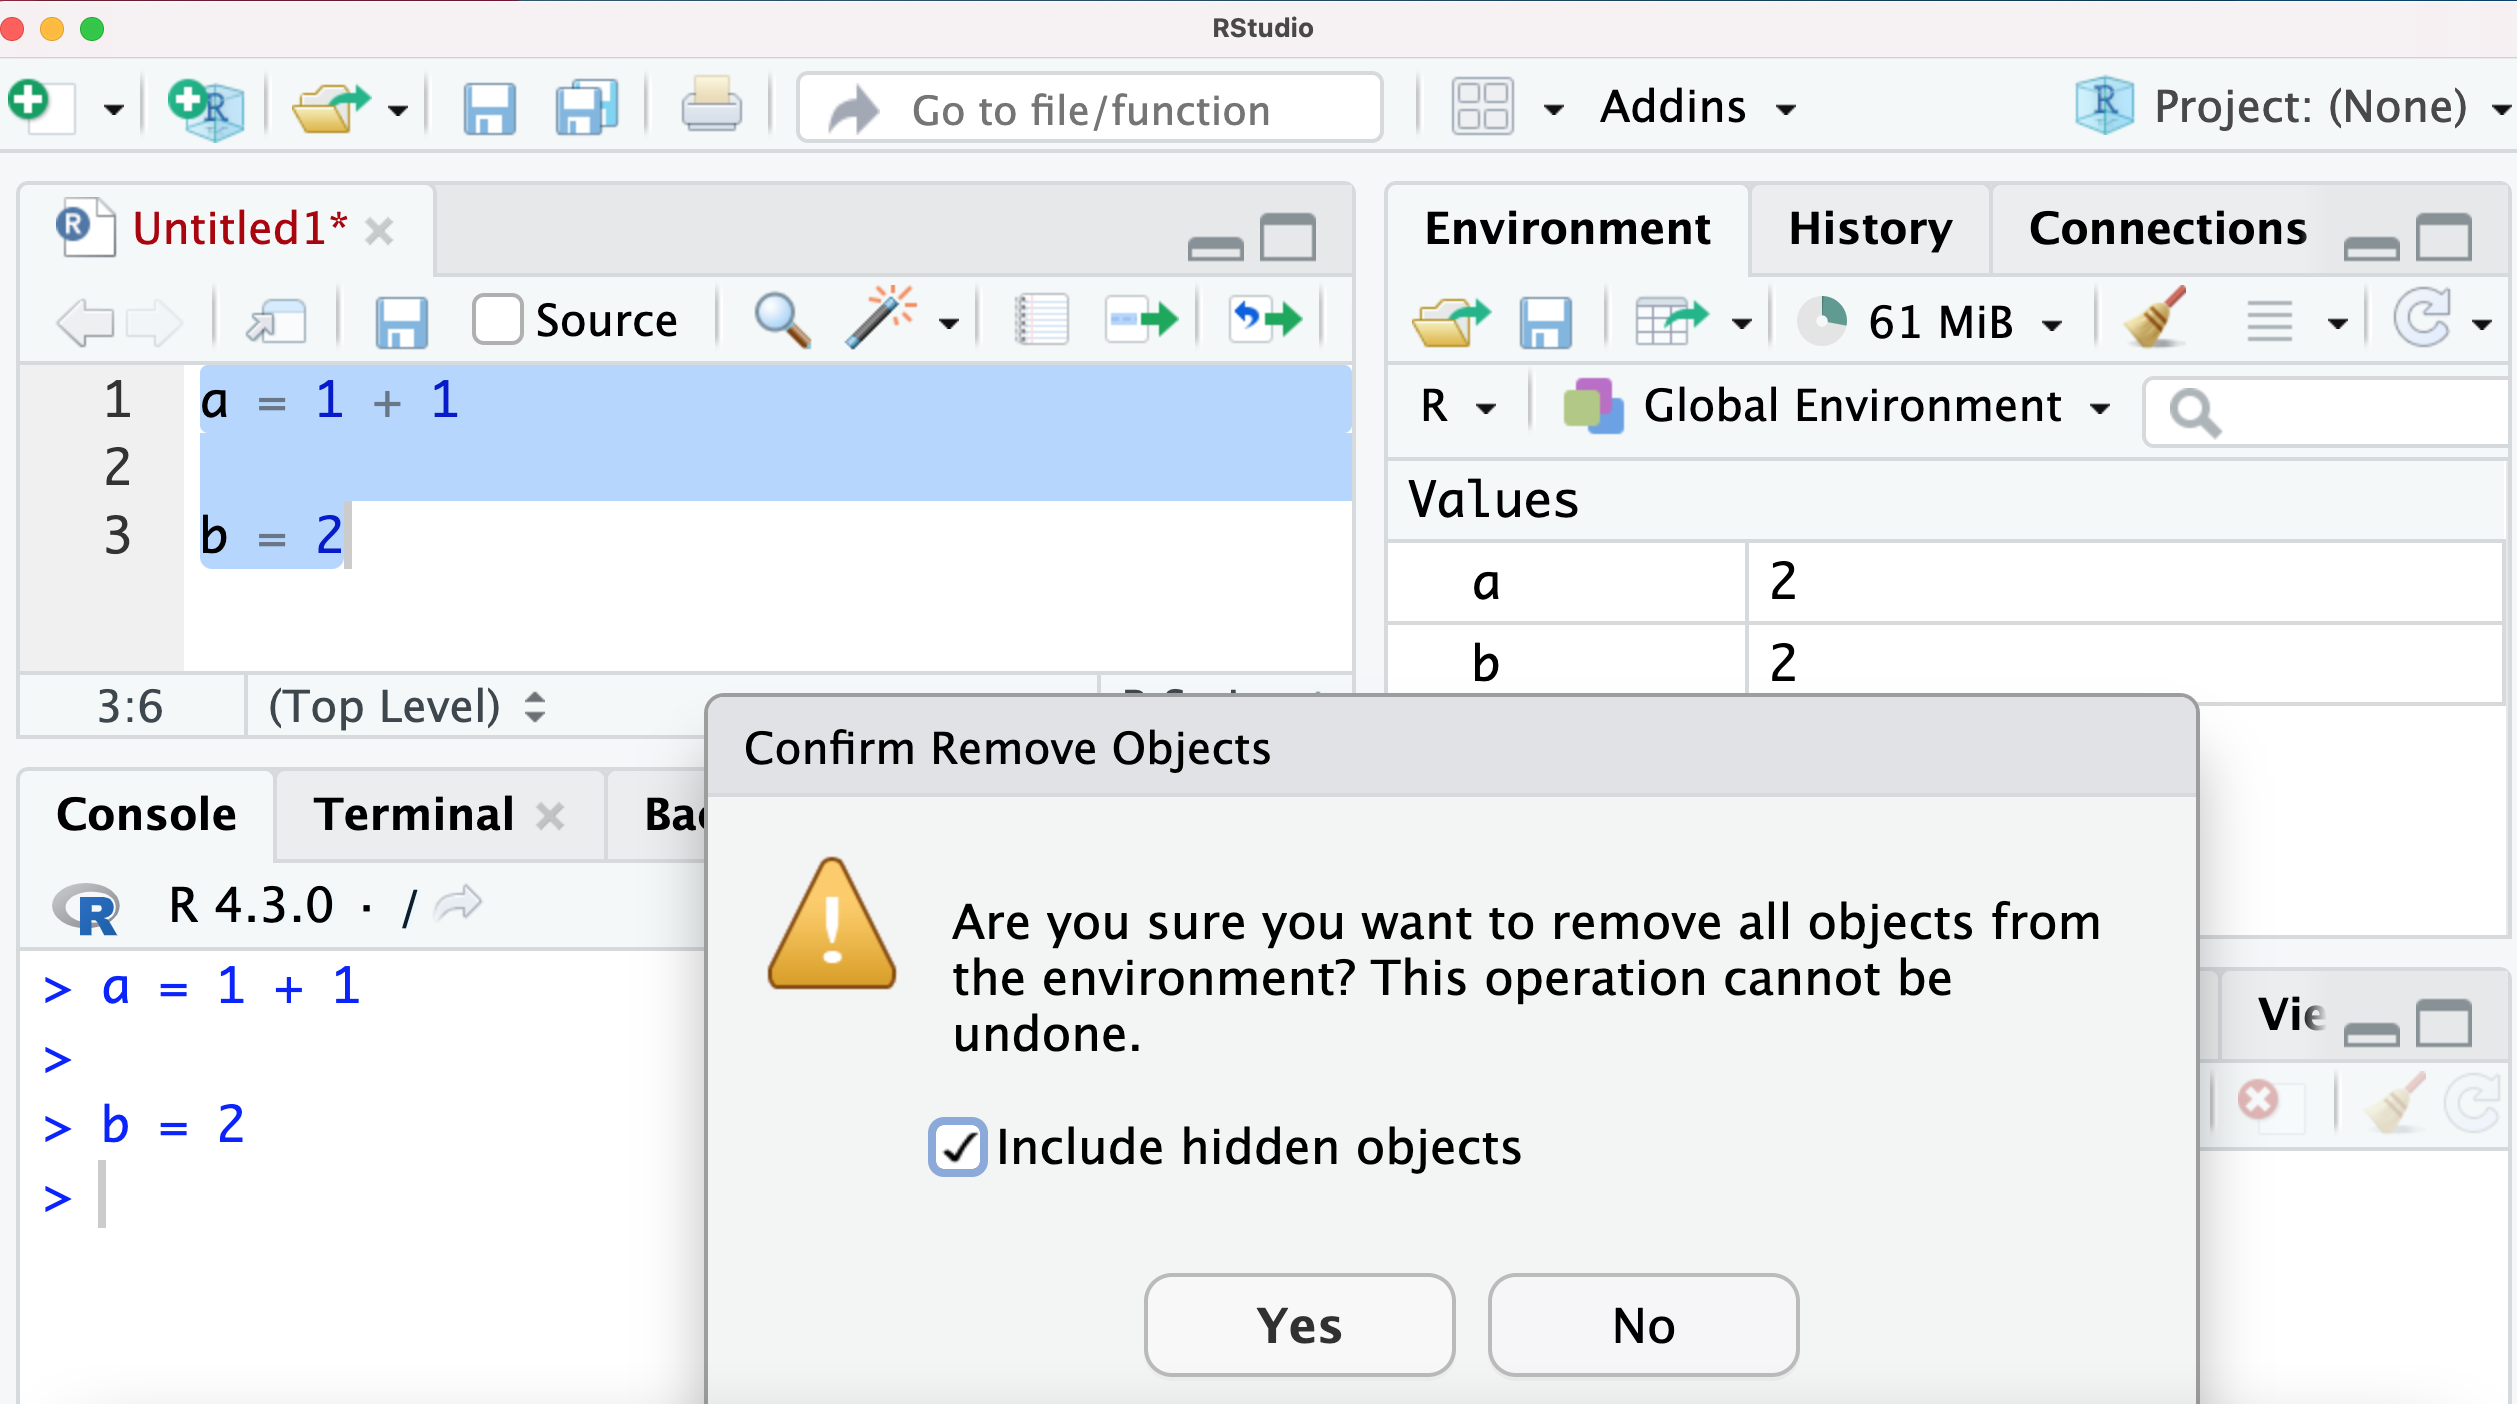 RStudio
Go to file/function
Addins
Project: (None)
Untitled1*
Source
1 a = 1 + 1
2
3 b = 2
3:6 (Top Level)
Environment History Connections
61 MiB
R Global Environment
Values
a 2
b 2
Console Terminal
R 4.3.0 · /
> a = 1 + 1
>
> b = 2
>
Confirm Remove Objects
Are you sure you want to remove all objects from
the environment? This operation cannot be
undone.
Include hidden objects
Yes No